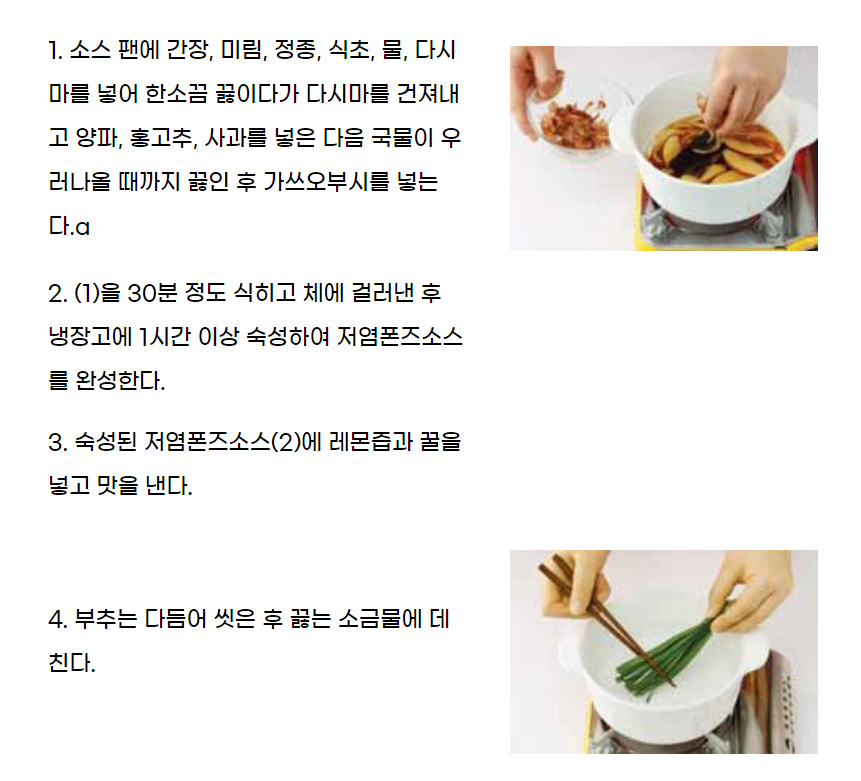 1. 소스 팬에 간장, 미림, 정종, 식초, 물, 다시
마를 넣어 한소끔 끓이다가 다시마를 건져내
고 양파, 홍고추, 사과를 넣은 다음 국물이 우
러나올 때까지 끓인 후 가쓰오부시를 넣는
다.a
2. (1)을 30분 정도 식히고 체에 걸러낸 후
냉장고에 1시간 이상 숙성하여 저염폰즈소스
를 완성한다.
3. 숙성된 저염폰즈소스(2)에 레몬즙과 꿀을
넣고 맛을 낸다.
4. 부추는 다듬어 씻은 후 끓는 소금물에 데
친다.